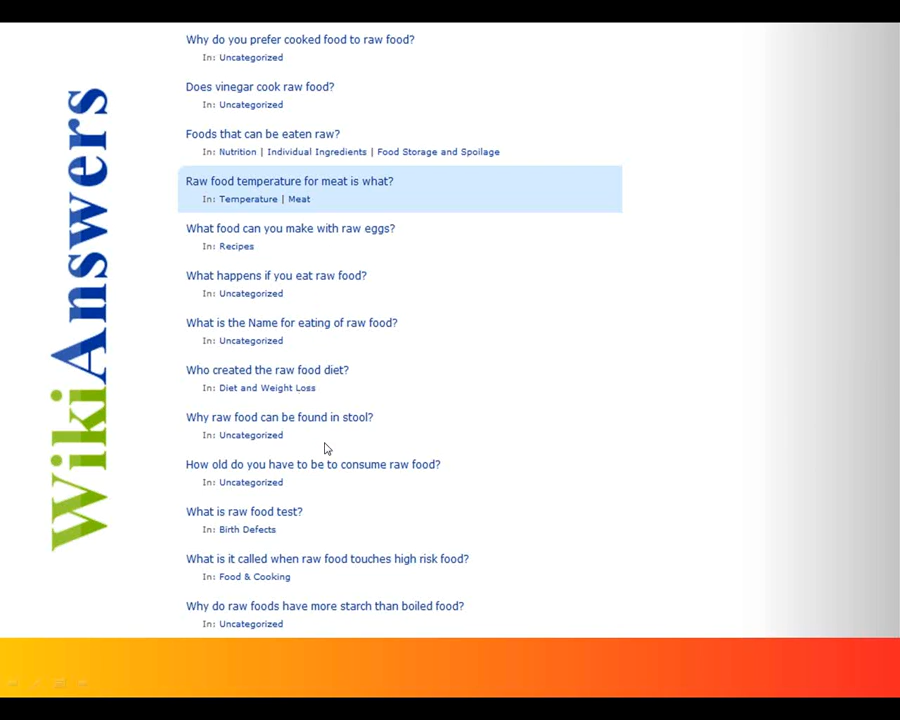 WikiAnswers
Why do you prefer cooked food to raw food?
In: Uncategorized
Does vinegar cook raw food?
In: Uncategorized
Foods that can be eaten raw?
In: Nutrition | Individual Ingredients | Food Storage and Spoilage
Raw food temperature for meat is what?
In: Temperature | Meat
What food can you make with raw eggs?
In: Recipes
What happens if you eat raw food?
In: Uncategorized
What is the Name for eating of raw food?
In: Uncategorized
Who created the raw food diet?
In: Diet and Weight Loss
Why raw food can be found in stool?
In: Uncategorized
How old do you have to be to consume raw food?
In: Uncategorized
What is raw food test?
In: Birth Defects
What is it called when raw food touches high risk food?
In: Food & Cooking
Why do raw foods have more starch than boiled food?
In: Uncategorized